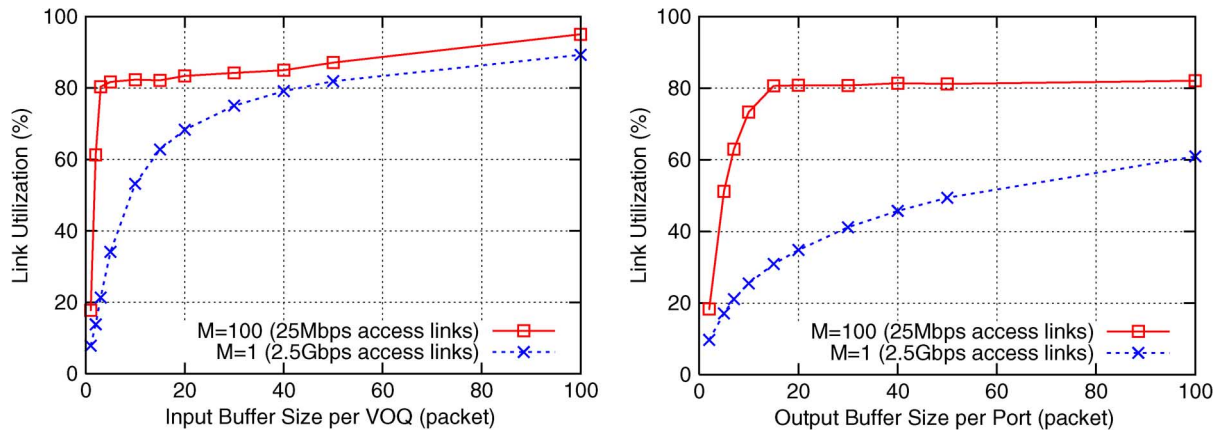 100
80
60
40
20
0
Link Utilization (%)
M=100 (25Mbps access links)
M=1 (2.5Gbps access links)
0 20 40 60 80 100
Input Buffer Size per VOQ (packet)
100
80
60
40
20
0
Link Utilization (%)
M=100 (25Mbps access links)
M=1 (2.5Gbps access links)
0 20 40 60 80 100
Output Buffer Size per Port (packet)